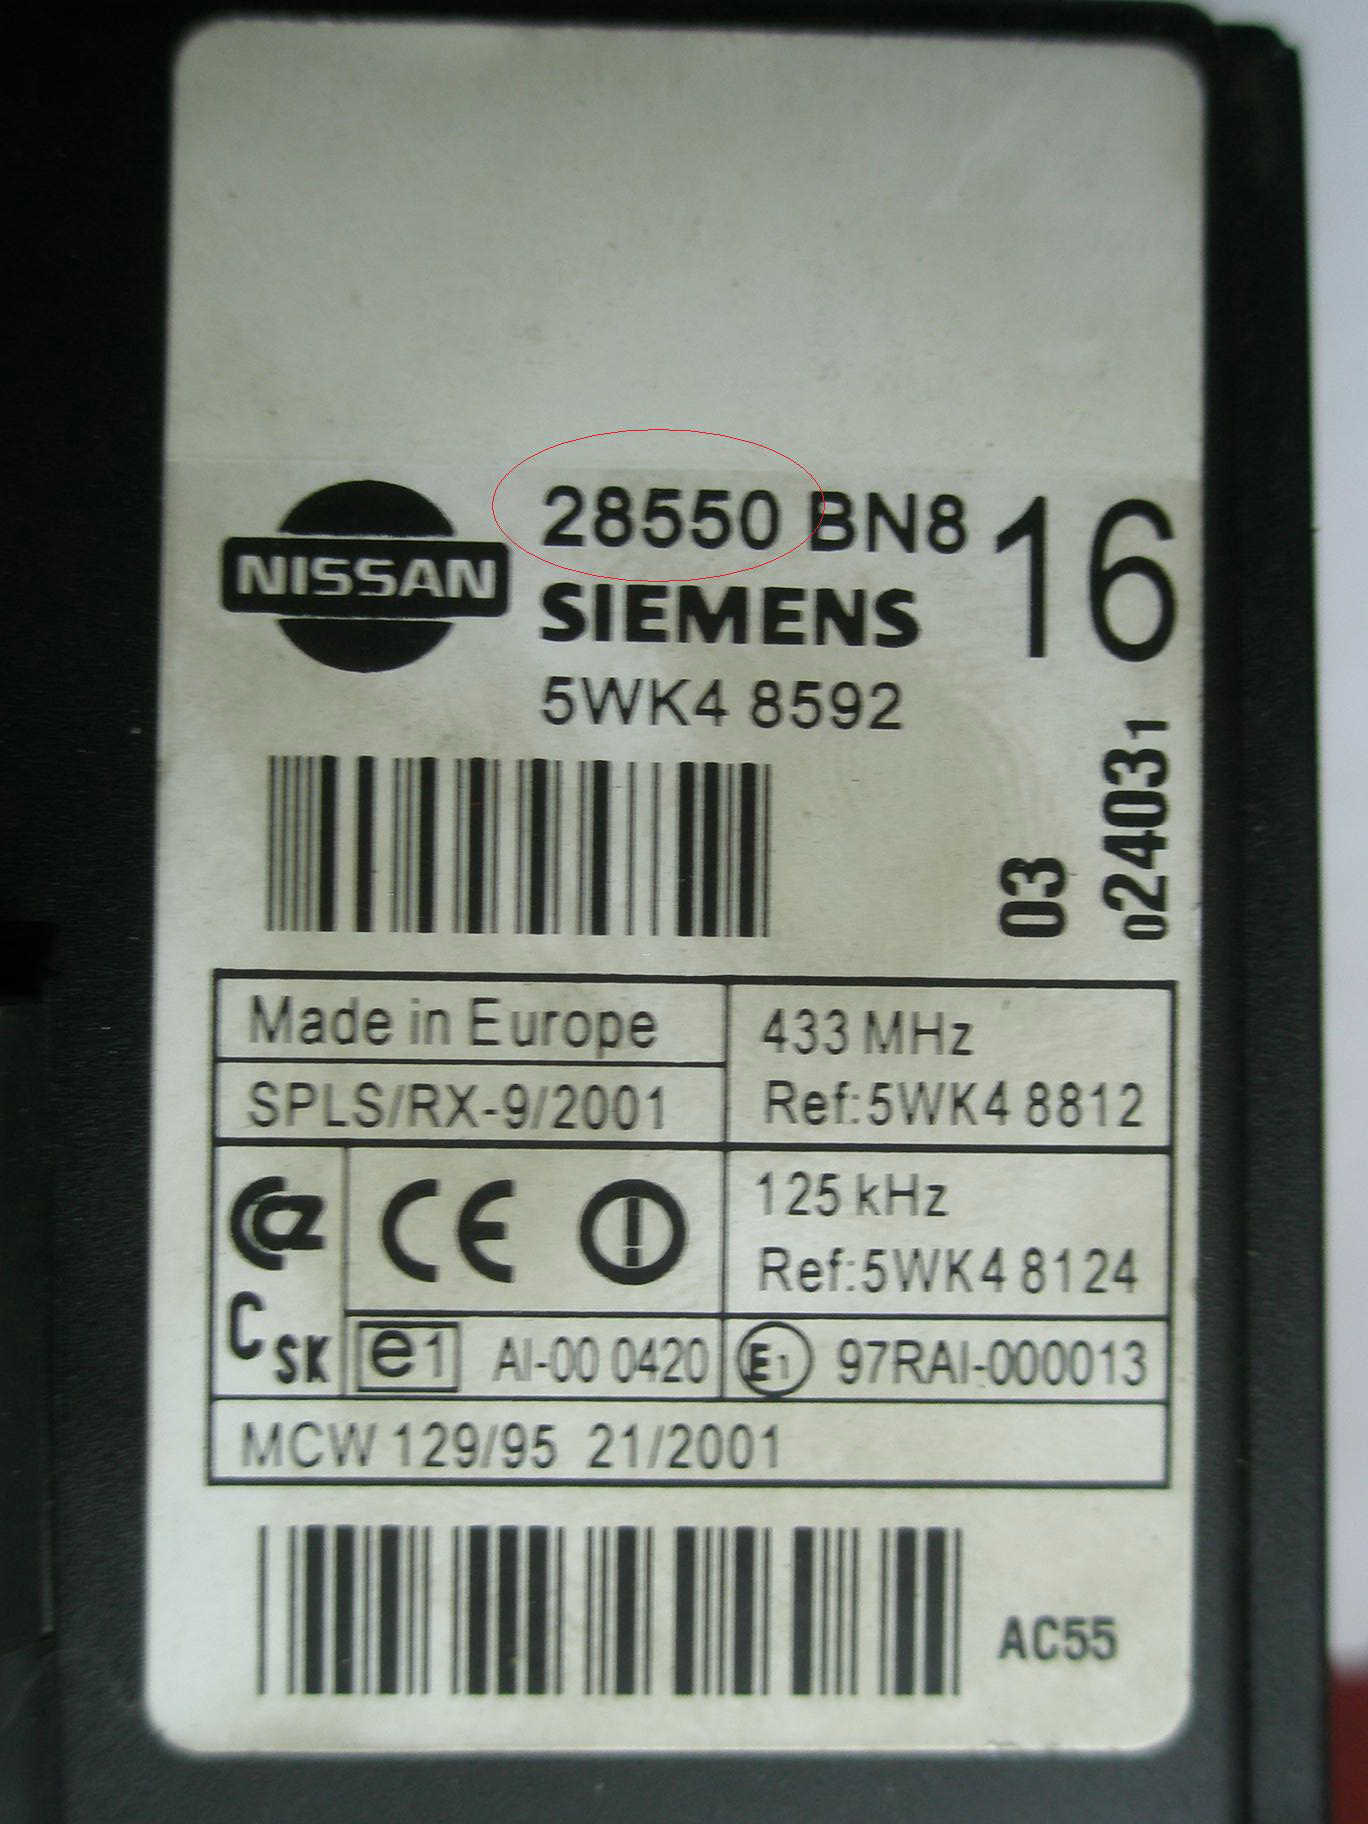 NISSAN
28550 BN8 16
SIEMENS
5WK4 8592
03
024031
Made in Europe
SPLS/RX-9/2001
433 MHz
Ref:5WK4 8812
125 kHz
Ref:5WK4 8124
CE
C SK
e1 AI-00 0420
E1 97RAI-000013
MCW 129/95 21/2001
AC55